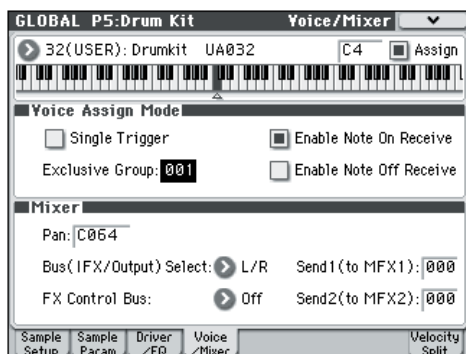 GLOBAL P5:Drum Kit Voice/Mixer
32(USER): Drumkit UA032 C4 Assign
Voice Assign Mode
Single Trigger Enable Note On Receive
Exclusive Group: 001 Enable Note Off Receive
Mixer
Pan: C064
Bus(IFX/Output) Select: L/R Send1(to MFX1): 000
FX Control Bus: Off Send2(to MFX2): 000
Sample Setup Sample Param Driver /EQ Voice /Mixer Velocity Split